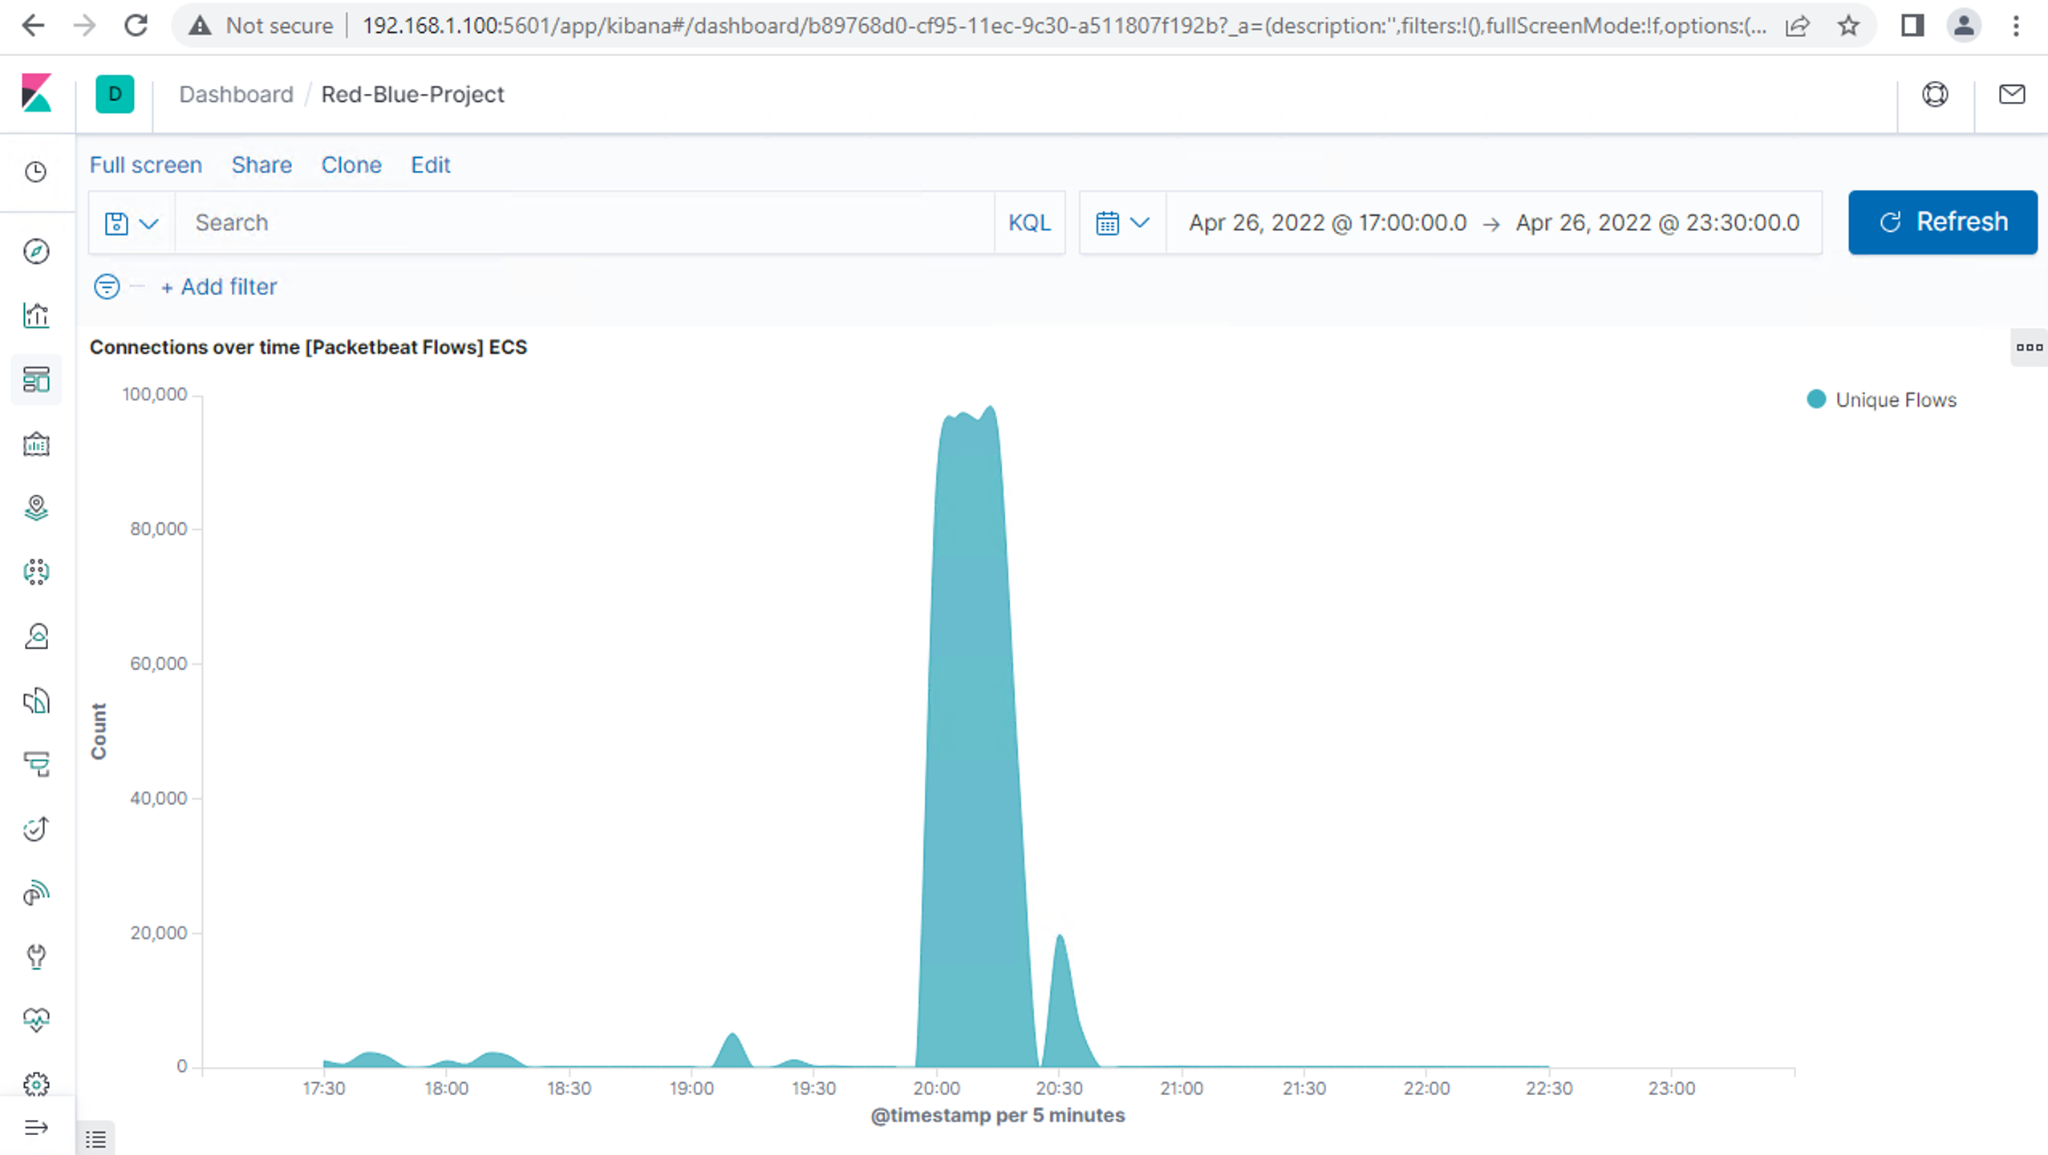 Not secure 192.168.1.100:5601/app/kibana#/dashboard/b89768d0-cf95-11ec-9c30-a511807f192b?_a=(description:'',filters:!(),fullScreenMode:!f,options:(...
D Dashboard / Red-Blue-Project
Full screen Share Clone Edit
Search KQL Apr 26, 2022 @ 17:00:00.0 → Apr 26, 2022 @ 23:30:00.0 Refresh
+ Add filter
Connections over time [Packetbeat Flows] ECS
Unique Flows
100,000
80,000
60,000
40,000
20,000
0
Count
17:30 18:00 18:30 19:00 19:30 20:00 20:30 21:00 21:30 22:00 22:30 23:00
@timestamp per 5 minutes